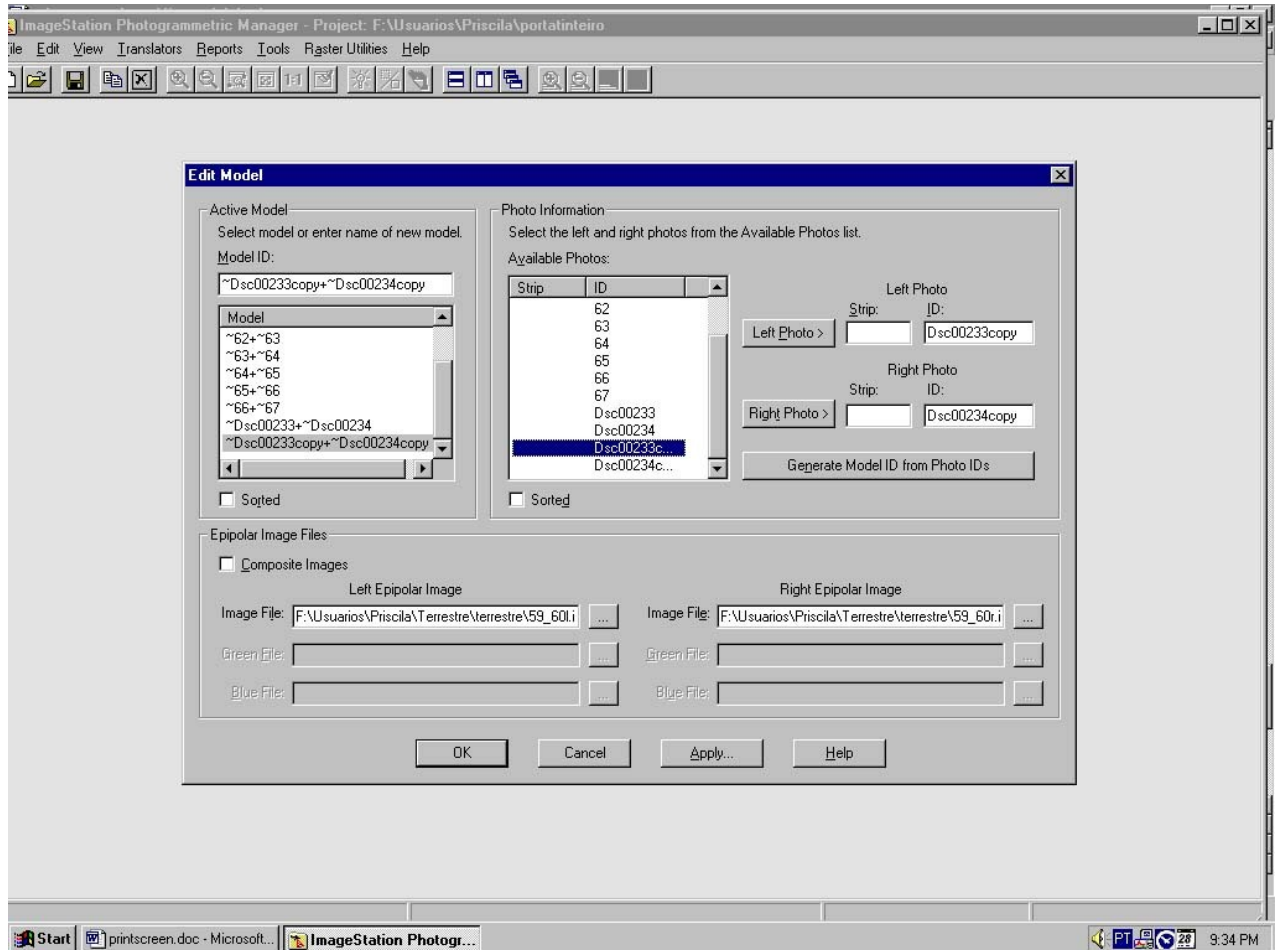 ImageStation Photogrammetric Manager - Project: F:\Usuarios\Priscila\portatinteiro
ile Edit View Translators Reports Tools Raster Utilities Help
1:1
Edit Model
Active Model
Select model or enter name of new model.
Model ID:
~Dsc00233copy+~Dsc00234copy
Model
~62+~63
~63+~64
~64+~65
~65+~66
~66+~67
~Dsc00233+~Dsc00234
~Dsc00233copy+~Dsc00234copy
Sorted
Photo Information
Select the left and right photos from the Available Photos list.
Available Photos:
Strip ID
62
63
64
65
66
67
Dsc00233
Dsc00234
Dsc00233c...
Dsc00234c...
Sorted
Left Photo
Strip: ID:
Left Photo > Dsc00233copy
Right Photo
Strip: ID:
Right Photo > Dsc00234copy
Generate Model ID from Photo IDs
Epipolar Image Files
Composite Images
Left Epipolar Image
Image File: F:\Usuarios\Priscila\Terrestre\terrestre\59_60l.i ...
Green File: ...
Blue File: ...
Right Epipolar Image
Image File: F:\Usuarios\Priscila\Terrestre\terrestre\59_60r.i ...
Green File: ...
Blue File: ...
OK Cancel Apply... Help
Start printscreen.doc - Microsoft... ImageStation Photogr... PT 28 9:34 PM